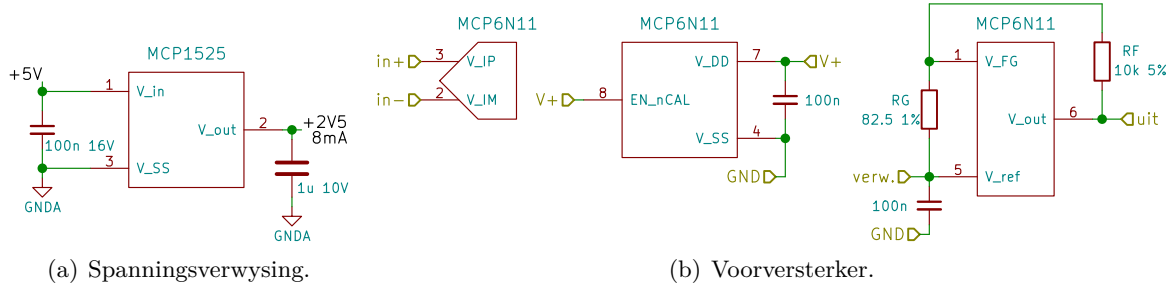 MCP1525
+5V
1
V_in
V_out
2
+2V5
8mA
100n 16V
3
V_SS
1u 10V
GNDA
GNDA
(a) Spanningsverwysing.
MCP6N11
in+
3
V_IP
in-
2
V_IM
MCP6N11
V_DD
7
V+
V+
8
EN_nCAL
100n
V_SS
4
GND
MCP6N11
1
V_FG
RF
10k 5%
RG
82.5 1%
V_out
6
uit
verw.
5
V_ref
100n
GND
(b) Voorversterker.